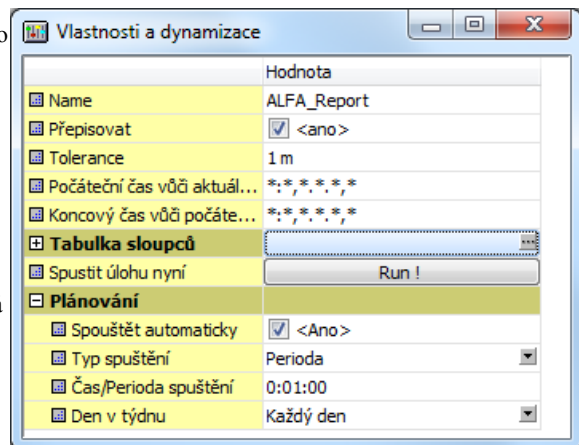 o
Vlastnosti a dynamizace
Hodnota
Name ALFA_Report
Přepisovat <ano>
Tolerance 1 m
Počáteční čas vůči aktuál... *:*,*.*.*,*
Koncový čas vůči počáte... *:*,*.*.*,*
Tabulka sloupců ...
Spustit úlohu nyní Run !
Plánování
a
Spouštět automaticky <Ano>
Typ spuštění Perioda
Čas/Perioda spuštění 0:01:00
Den v týdnu Každý den